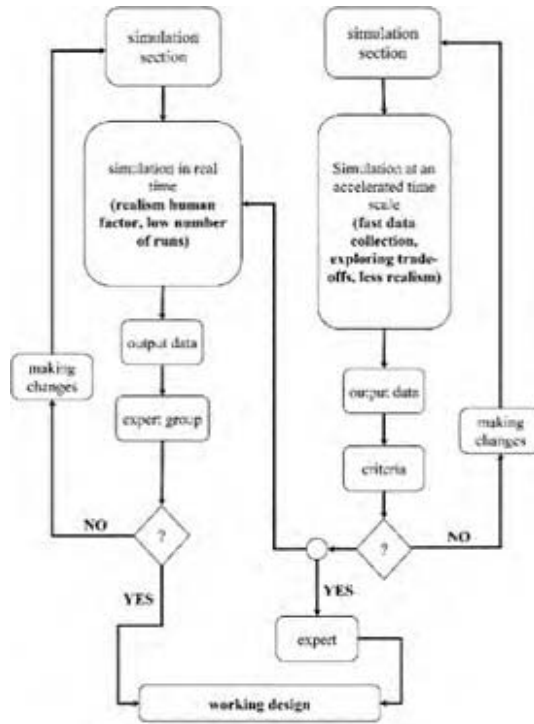 simulation
section
simulation in real
time
(realism human
factor, low number
of runs)
output data
making
changes
expert group
?
NO
YES
simulation
section
Simulation at an
accelerated time
scale
(fast data
collection,
exploring trade-
offs, less realism)
output data
making
changes
criteria
?
NO
YES
expert
working design